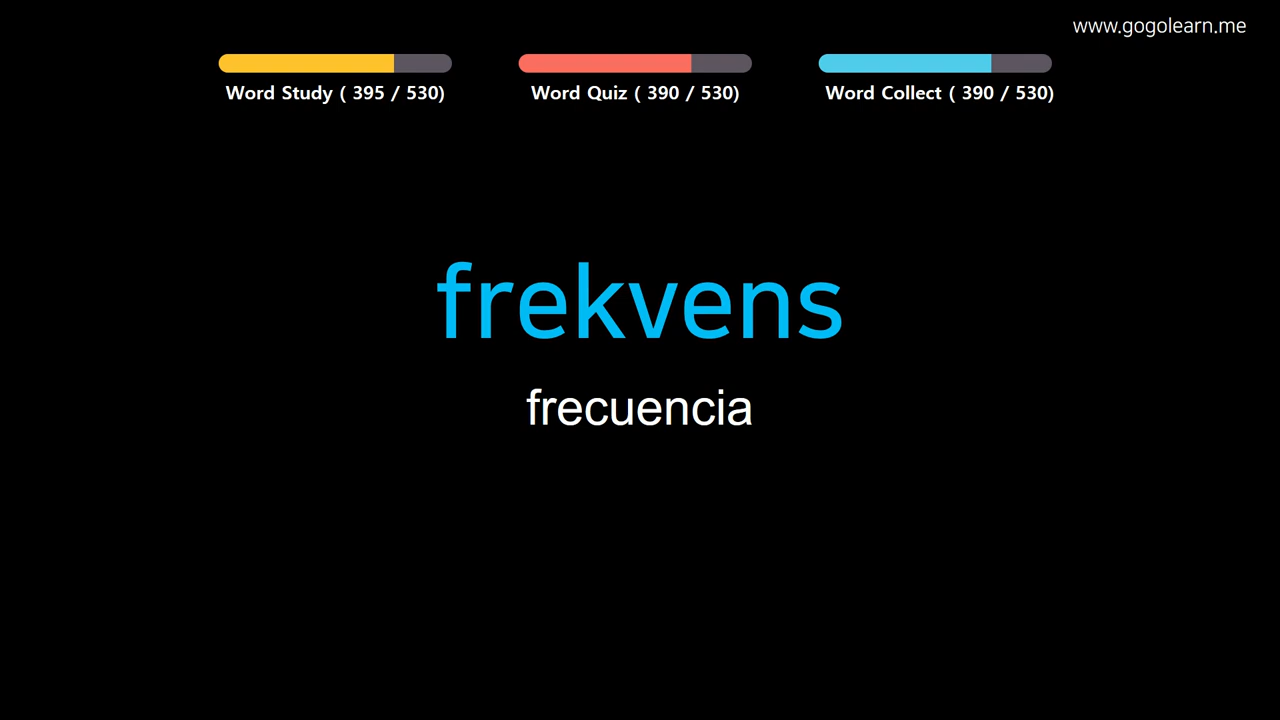 www.gogolearn.me
Word Study ( 395 / 530)
Word Quiz ( 390 / 530)
Word Collect ( 390 / 530)
frekvens
frecuencia